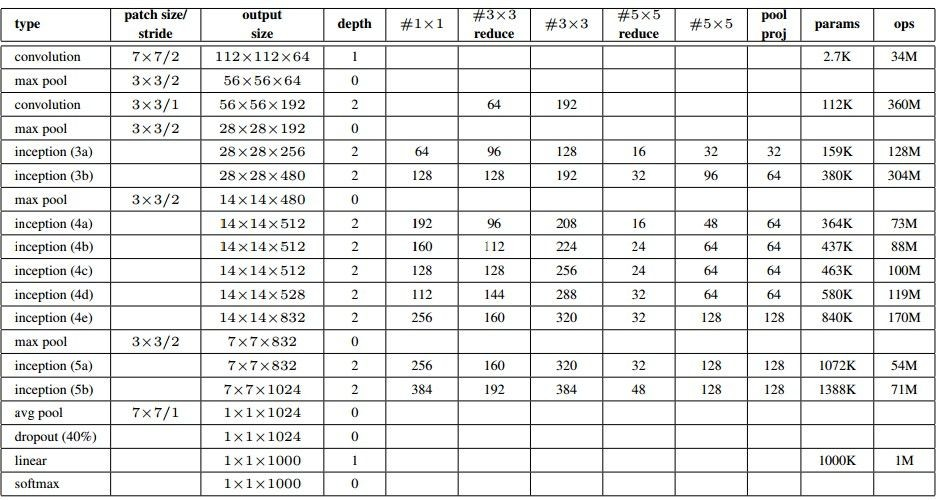 type patch size/ stride output size depth #1×1 #3×3 reduce #3×3 #5×5 reduce #5×5 pool proj params ops
convolution 7×7/2 112×112×64 1 2.7K 34M
max pool 3×3/2 56×56×64 0
convolution 3×3/1 56×56×192 2 64 192 112K 360M
max pool 3×3/2 28×28×192 0
inception (3a) 28×28×256 2 64 96 128 16 32 32 159K 128M
inception (3b) 28×28×480 2 128 128 192 32 96 64 380K 304M
max pool 3×3/2 14×14×480 0
inception (4a) 14×14×512 2 192 96 208 16 48 64 364K 73M
inception (4b) 14×14×512 2 160 112 224 24 64 64 437K 88M
inception (4c) 14×14×512 2 128 128 256 24 64 64 463K 100M
inception (4d) 14×14×528 2 112 144 288 32 64 64 580K 119M
inception (4e) 14×14×832 2 256 160 320 32 128 128 840K 170M
max pool 3×3/2 7×7×832 0
inception (5a) 7×7×832 2 256 160 320 32 128 128 1072K 54M
inception (5b) 7×7×1024 2 384 192 384 48 128 128 1388K 71M
avg pool 7×7/1 1×1×1024 0
dropout (40%) 1×1×1024 0
linear 1×1×1000 1 1000K 1M
softmax 1×1×1000 0